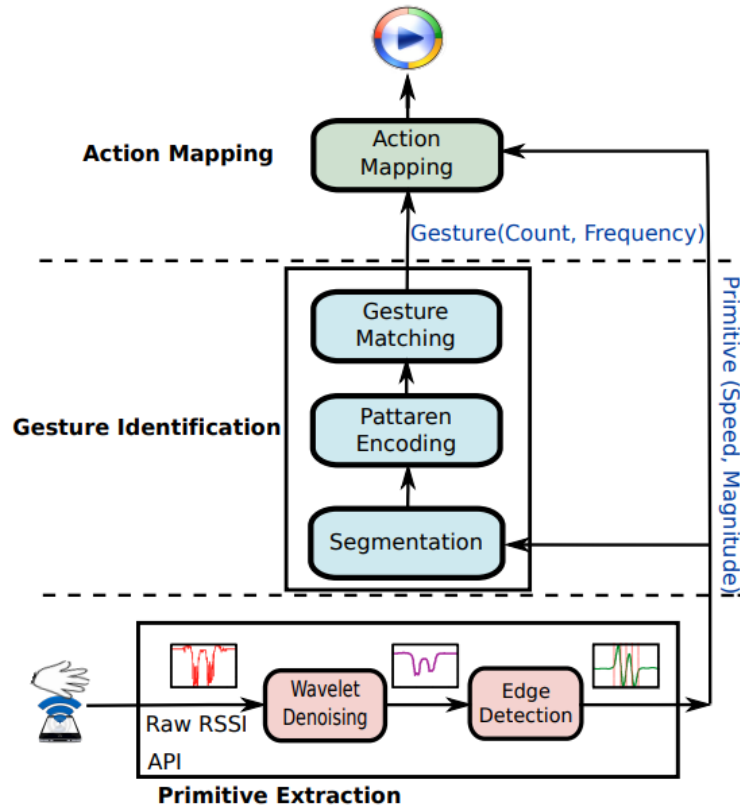 Action
Mapping
Action Mapping
Gesture(Count, Frequency)
Primitive (Speed, Magnitude)
Gesture
Matching
Gesture Identification
Pattaren
Encoding
Segmentation
Wavelet
Denoising
Edge
Detection
Raw RSSI
API
Primitive Extraction